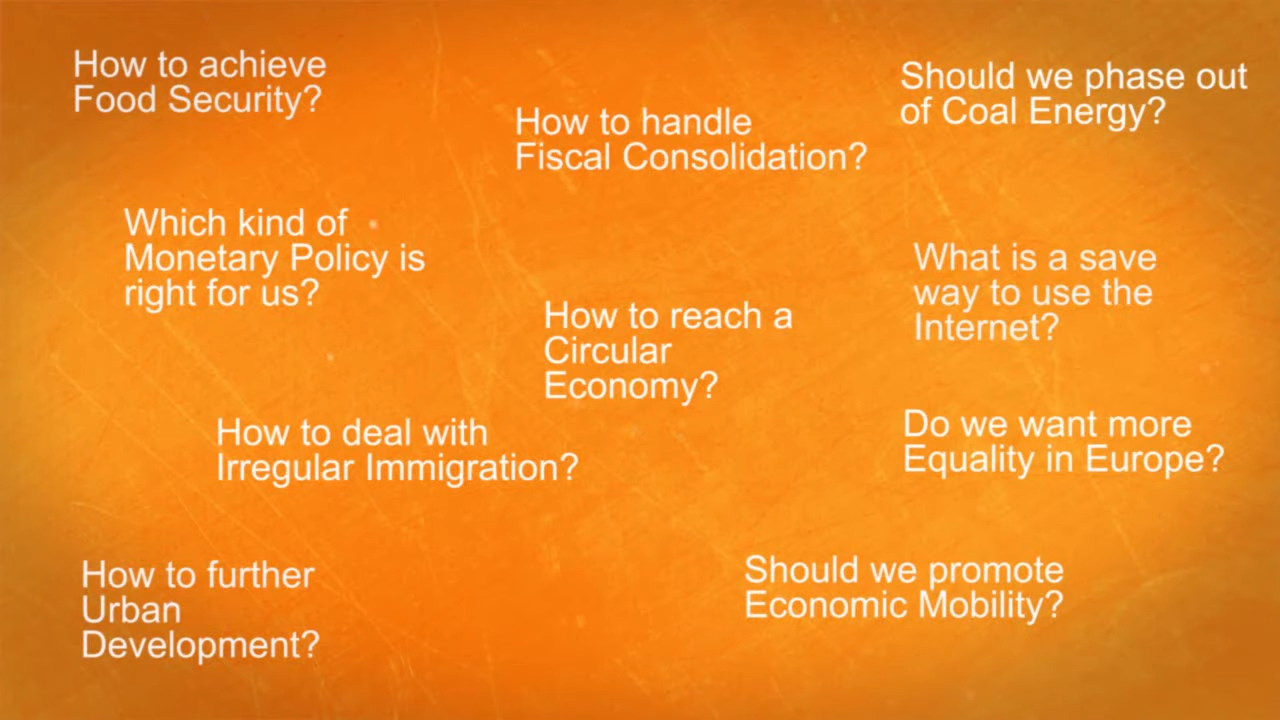 How to achieve
Food Security?
How to handle
Fiscal Consolidation?
Should we phase out
of Coal Energy?
Which kind of
Monetary Policy is
right for us?
What is a save
way to use the
Internet?
How to reach a
Circular
Economy?
How to deal with
Irregular Immigration?
Do we want more
Equality in Europe?
How to further
Urban
Development?
Should we promote
Economic Mobility?